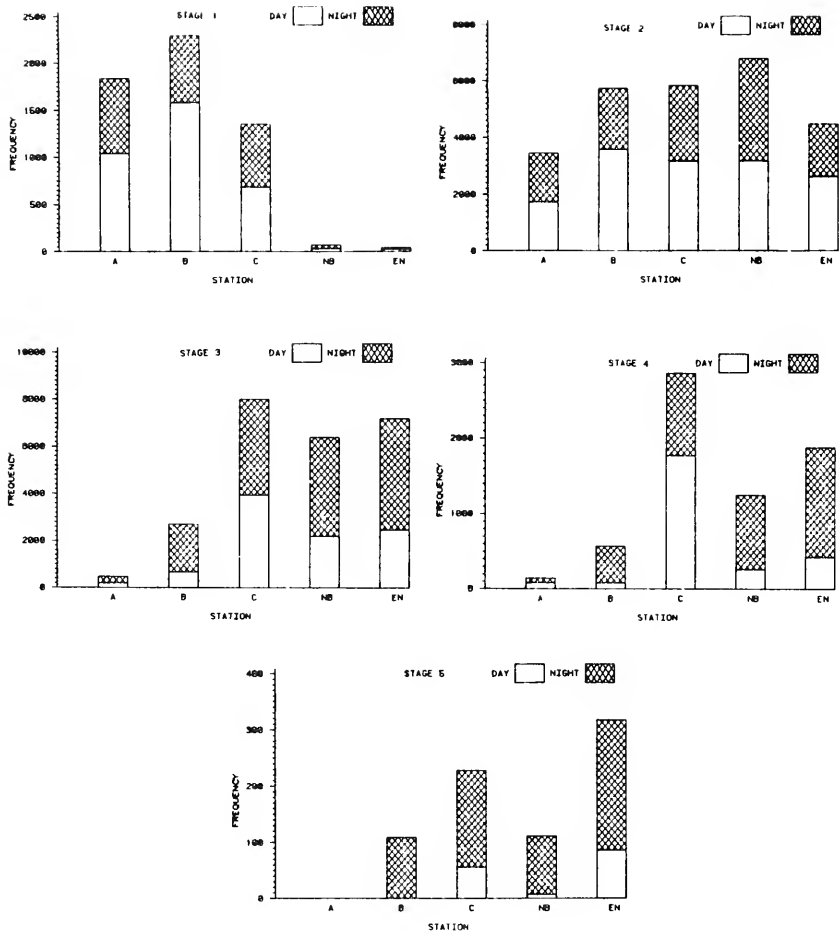 STAGE 1 DAY NIGHT
2500
2000
1500
1000
500
0
FREQUENCY
A B C NB EN
STATION
STAGE 2 DAY NIGHT
8000
6000
4000
2000
0
FREQUENCY
A B C NB EN
STATION
STAGE 3 DAY NIGHT
10000
8000
6000
4000
2000
0
FREQUENCY
A B C NB EN
STATION
STAGE 4 DAY NIGHT
3000
2000
1000
0
FREQUENCY
A B C NB EN
STATION
STAGE 5 DAY NIGHT
400
300
200
100
0
FREQUENCY
A B C NB EN
STATION